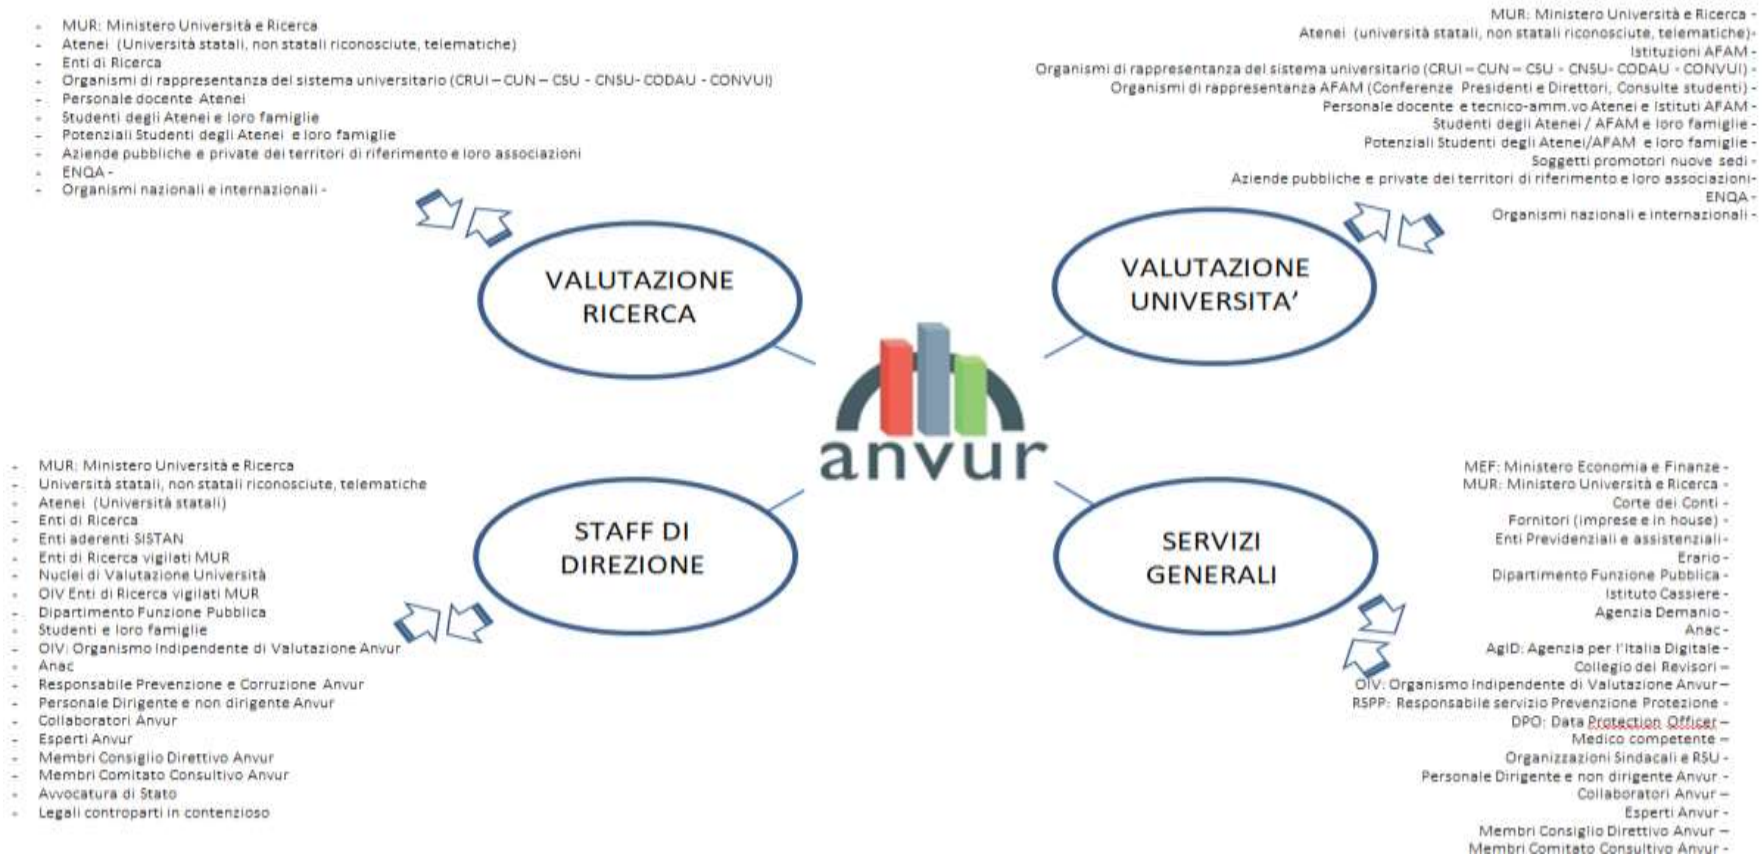 - MUR: Ministero Università e Ricerca
- Atenei (Università statali, non statali riconosciute, telematiche)
- Enti di Ricerca
- Organismi di rappresentanza del sistema universitario (CRUI – CUN – CSU - CNSU- CODAU - CONVUI)
- Personale docente Atenei
- Studenti degli Atenei e loro famiglie
- Potenziali Studenti degli Atenei e loro famiglie
- Aziende pubbliche e private dei territori di riferimento e loro associazioni
- ENQA -
- Organismi nazionali e internazionali -
MUR: Ministero Università e Ricerca -
Atenei (università statali, non statali riconosciute, telematiche)-
Istituzioni AFAM -
Organismi di rappresentanza del sistema universitario (CRUI – CUN – CSU - CNSU- CODAU - CONVUI) -
Organismi di rappresentanza AFAM (Conferenze Presidenti e Direttori, Consulte studenti) -
Personale docente e tecnico-amm.vo Atenei e Istituti AFAM -
Studenti degli Atenei / AFAM e loro famiglie -
Potenziali Studenti degli Atenei/AFAM e loro famiglie -
Soggetti promotori nuove sedi -
Aziende pubbliche e private dei territori di riferimento e loro associazioni-
ENQA -
Organismi nazionali e internazionali -
VALUTAZIONE
RICERCA
VALUTAZIONE
UNIVERSITA’
anvur
STAFF DI
DIREZIONE
SERVIZI
GENERALI
- MUR: Ministero Università e Ricerca
- Università statali, non statali riconosciute, telematiche
- Atenei (Università statali)
- Enti di Ricerca
- Enti aderenti SISTAN
- Enti di Ricerca vigilati MUR
- Nuclei di Valutazione Università
- OIV Enti di Ricerca vigilati MUR
- Dipartimento Funzione Pubblica
- Studenti e loro famiglie
- OIV: Organismo Indipendente di Valutazione Anvur
- Anac
- Responsabile Prevenzione e Corruzione Anvur
- Personale Dirigente e non dirigente Anvur
- Collaboratori Anvur
- Esperti Anvur
- Membri Consiglio Direttivo Anvur
- Membri Comitato Consultivo Anvur
- Avvocatura di Stato
- Legali controparti in contenzioso
MEF: Ministero Economia e Finanze -
MUR: Ministero Università e Ricerca -
Corte dei Conti -
Fornitori (imprese e in house) -
Enti Previdenziali e assistenziali-
Erario -
Dipartimento Funzione Pubblica -
Istituto Cassiere -
Agenzia Demanio -
Anac -
AgID: Agenzia per l’Italia Digitale -
Collegio dei Revisori –
OIV: Organismo Indipendente di Valutazione Anvur –
RSPP: Responsabile servizio Prevenzione Protezione -
DPO: Data Protection Officer –
Medico competente –
Organizzazioni Sindacali e RSU -
Personale Dirigente e non dirigente Anvur -
Collaboratori Anvur –
Esperti Anvur -
Membri Consiglio Direttivo Anvur –
Membri Comitato Consultivo Anvur -